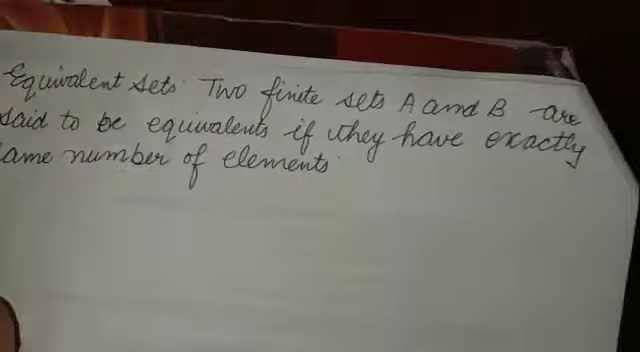 Equivalent sets: Two finite sets A and B are
said to be equivalents if they have exactly
ame number of elements.